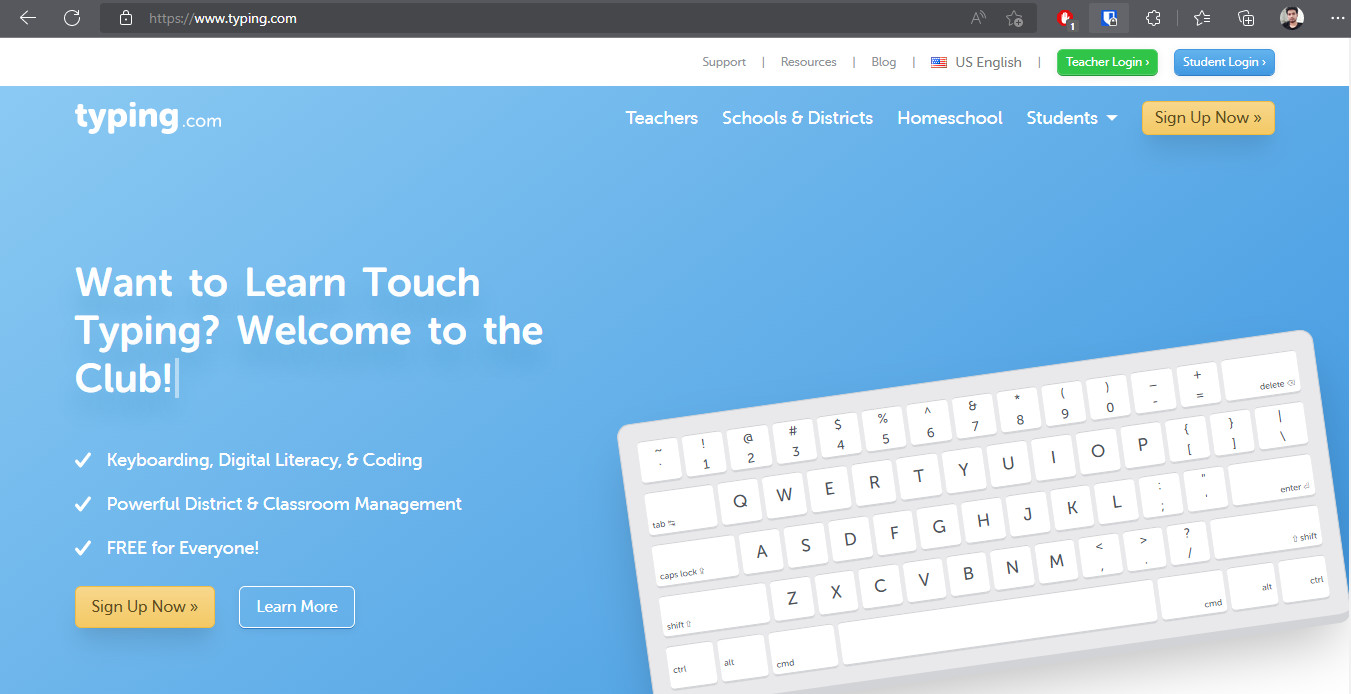 https://www.typing.com
1
Support | Resources | Blog | US English | Teacher Login › Student Login ›
typing.com Teachers Schools & Districts Homeschool Students Sign Up Now »
Want to Learn Touch
Typing? Welcome to the
Club!
Keyboarding, Digital Literacy, & Coding
Powerful District & Classroom Management
FREE for Everyone!
Sign Up Now » Learn More
~ ! @ # $ % ^ & * ( ) _ +
` 1 2 3 4 5 6 7 8 9 0 - = delete
tab Q W E R T Y U I O P { [ } ] | \
caps lock A S D F G H J K L : ; " ' enter
shift Z X C V B N M < , > . ? / shift
ctrl alt cmd cmd alt ctrl